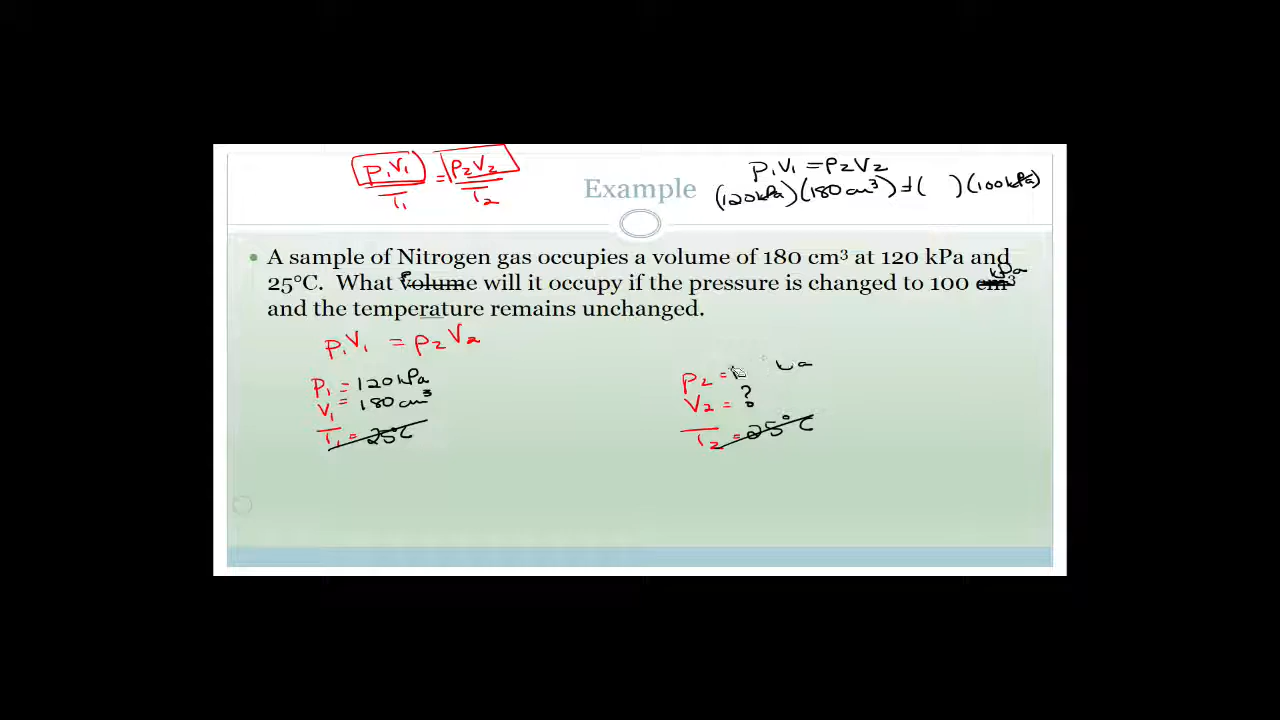 P₁V₁ = P₂V₂
T₁ T₂
Example
P₁V₁ = P₂V₂
(120kPa)(180cm³) = ( )(100kPa)
A sample of Nitrogen gas occupies a volume of 180 cm³ at 120 kPa and
kPa
25°C. What volume will it occupy if the pressure is changed to 100 cm³
and the temperature remains unchanged.
P₁V₁ = P₂V₂
P₁ = 120kPa
V₁ = 180cm³
T₁ = 25°C
P₂ =
V₂ = ?
T₂ = 25°C